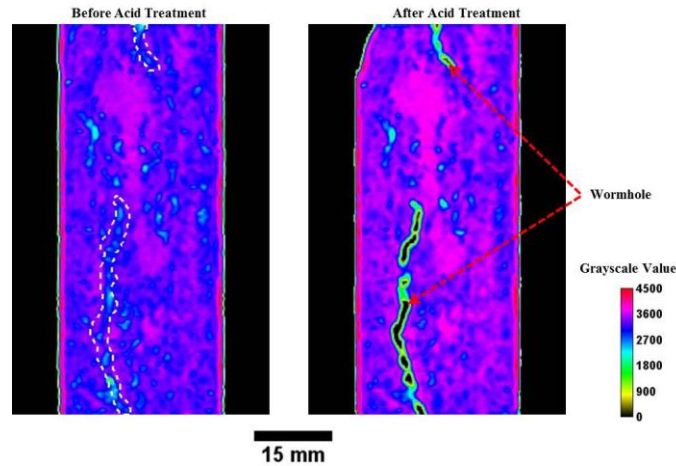 Before Acid Treatment
After Acid Treatment
Wormhole
Grayscale Value
4500
3600
2700
1800
900
0
15 mm